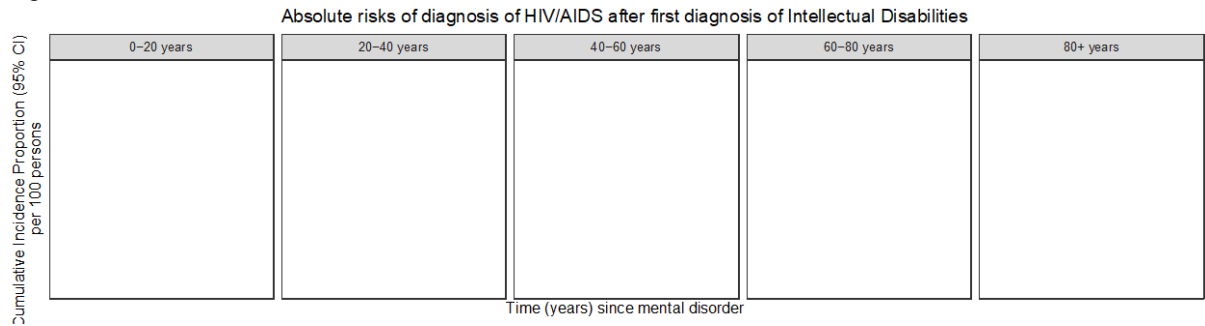 Absolute risks of diagnosis of HIV/AIDS after first diagnosis of Intellectual Disabilities
0−20 years
20−40 years
40−60 years
60−80 years
80+ years
Cumulative Incidence Proportion (95% CI)
per 100 persons
Time (years) since mental disorder